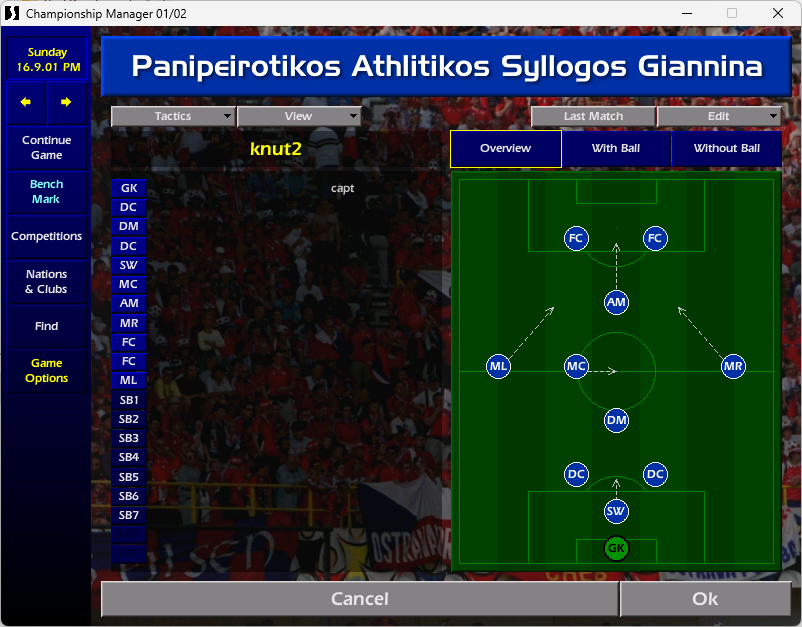 Championship Manager 01/02
Sunday
16.9.01 PM
Panipeirotikos Athlitikos Syllogos Giannina
Tactics
View
Last Match
Edit
Continue
Game
Bench
Mark
Competitions
Nations
& Clubs
Find
Game
Options
knut2
Overview
With Ball
Without Ball
GK
capt
DC
DM
DC
SW
MC
AM
MR
FC
FC
ML
SB1
SB2
SB3
SB4
SB5
SB6
SB7
FC
FC
AM
ML
MC
MR
DM
DC
DC
SW
GK
Cancel
Ok